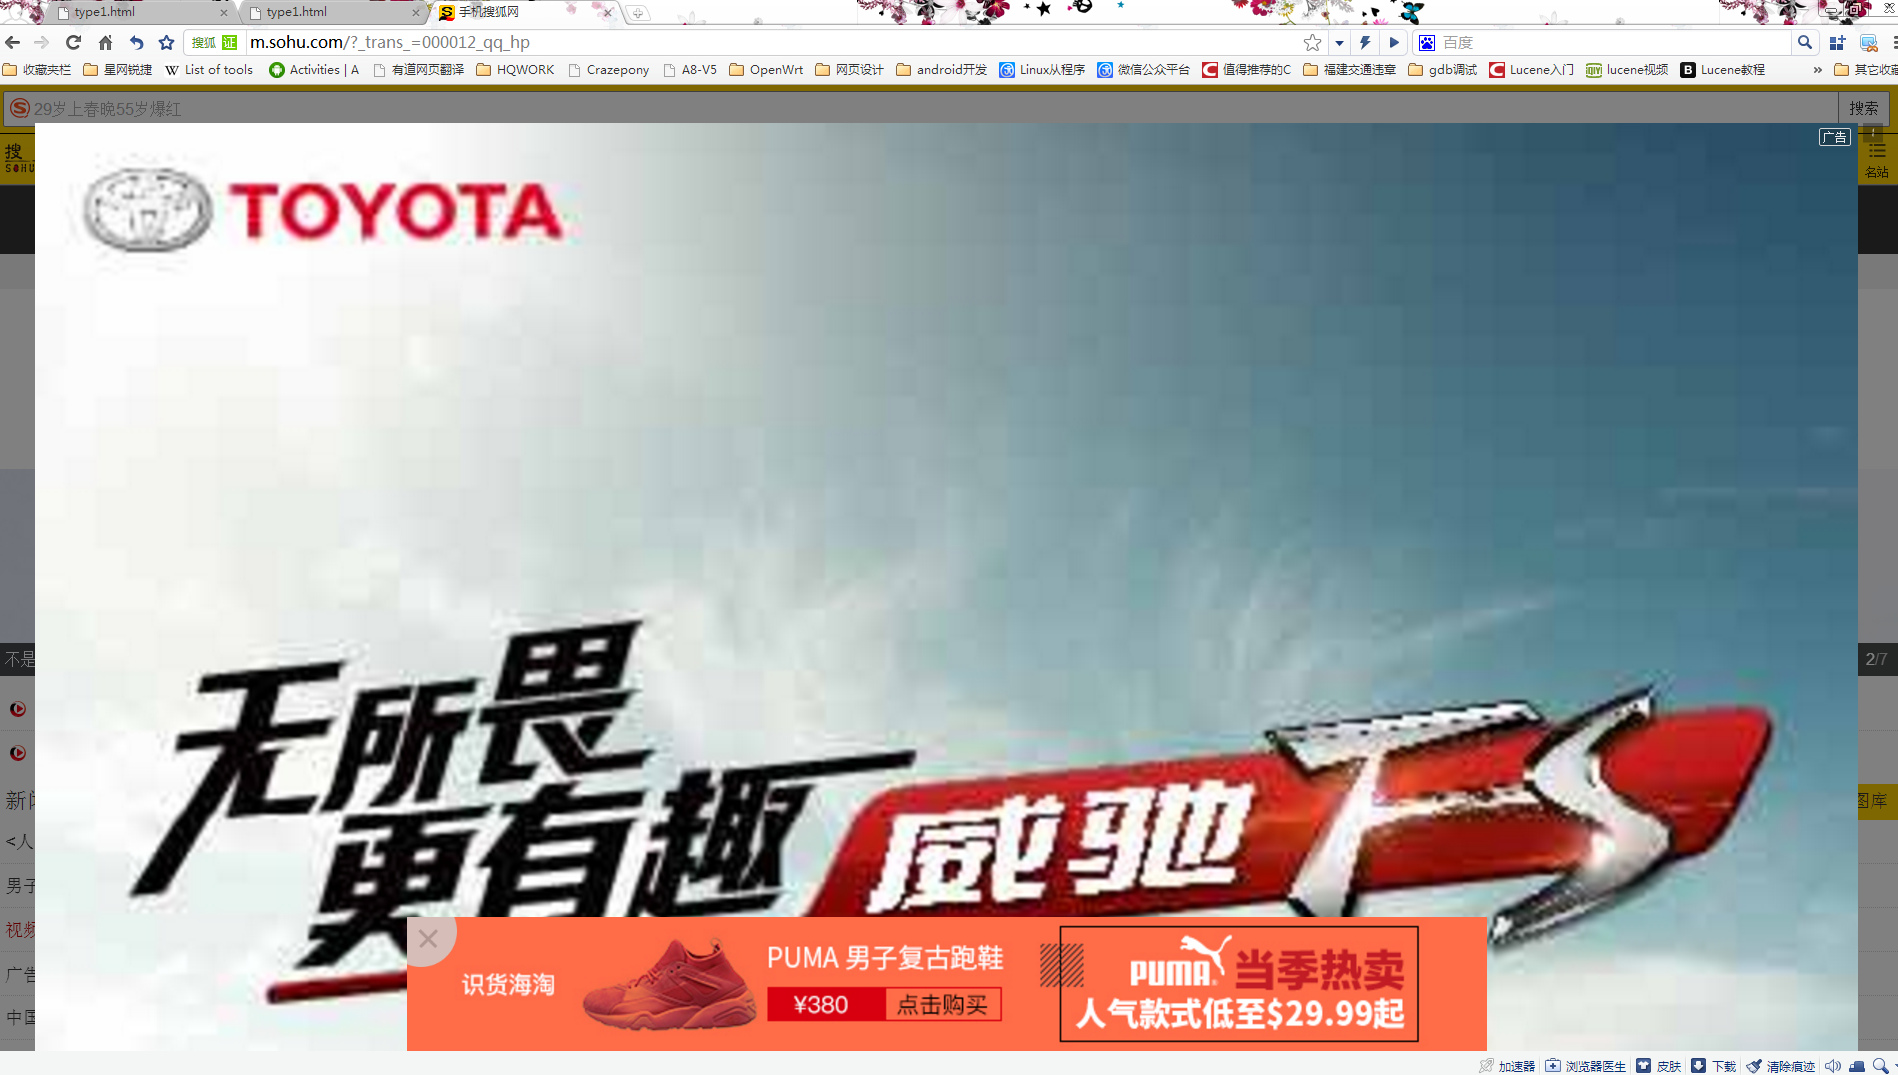 type1.html
type1.html
手机搜狐网
搜狐 证 m.sohu.com/?_trans_=000012_qq_hp
百度
收藏夹栏 星网锐捷 W List of tools Activities | A 有道网页翻译 HQWORK Crazepony A8-V5 OpenWrt 网页设计 android开发 Linux从程序 微信公众平台 值得推荐的C 福建交通违章 gdb调试 Lucene入门 lucene视频 Lucene教程 » 其它收藏
29岁上春晚55岁爆红
搜索
广告
搜
SOHU
名站
TOYOTA
不是
2/7
无所畏
更有趣
威驰 FS
图库
<人
男子
视频
广告
中国
识货海淘
PUMA 男子复古跑鞋
¥380 点击购买
PUMA 当季热卖
人气款式低至$29.99起
加速器 浏览器医生 皮肤 下载 清除痕迹